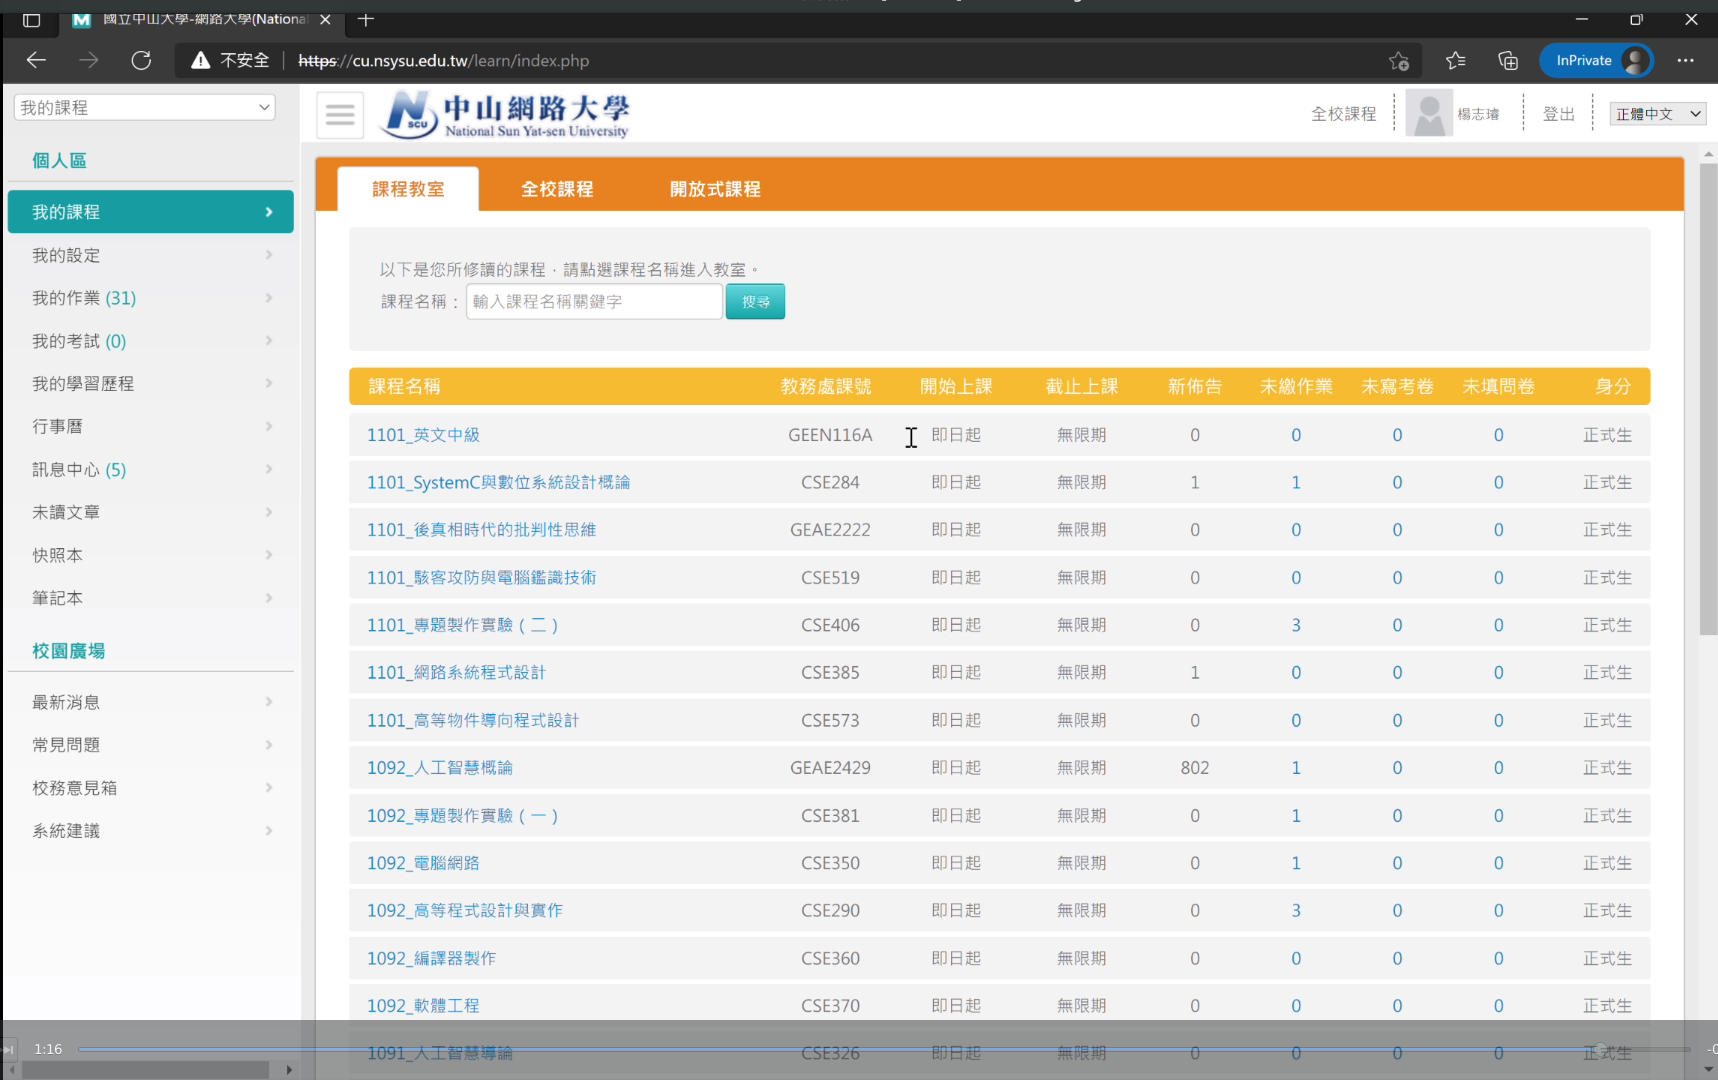 國立中山大學-網路大學(National
不安全 https://cu.nsysu.edu.tw/learn/index.php InPrivate
我的課程
SCU 中山網路大學
National Sun Yat-sen University
全校課程 楊志璿 登出 正體中文
個人區
我的課程
我的設定
我的作業 (31)
我的考試 (0)
我的學習歷程
行事曆
訊息中心 (5)
未讀文章
快照本
筆記本
校園廣場
最新消息
常見問題
校務意見箱
系統建議
課程教室 全校課程 開放式課程
以下是您所修讀的課程，請點選課程名稱進入教室。
課程名稱： 輸入課程名稱關鍵字 搜尋
課程名稱 教務處課號 開始上課 截止上課 新佈告 未繳作業 未寫考卷 未填問卷 身分
1101_英文中級 GEEN116A 即日起 無限期 0 0 0 0 正式生
1101_SystemC與數位系統設計概論 CSE284 即日起 無限期 1 1 0 0 正式生
1101_後真相時代的批判性思維 GEAE2222 即日起 無限期 0 0 0 0 正式生
1101_駭客攻防與電腦鑑識技術 CSE519 即日起 無限期 0 0 0 0 正式生
1101_專題製作實驗（二） CSE406 即日起 無限期 0 3 0 0 正式生
1101_網路系統程式設計 CSE385 即日起 無限期 1 0 0 0 正式生
1101_高等物件導向程式設計 CSE573 即日起 無限期 0 0 0 0 正式生
1092_人工智慧概論 GEAE2429 即日起 無限期 802 1 0 0 正式生
1092_專題製作實驗（一） CSE381 即日起 無限期 0 1 0 0 正式生
1092_電腦網路 CSE350 即日起 無限期 0 1 0 0 正式生
1092_高等程式設計與實作 CSE290 即日起 無限期 0 3 0 0 正式生
1092_編譯器製作 CSE360 即日起 無限期 0 0 0 0 正式生
1092_軟體工程 CSE370 即日起 無限期 0 0 0 0 正式生
1091_人工智慧導論 CSE326 即日起 無限期 0 0 0 0 正式生
1:16